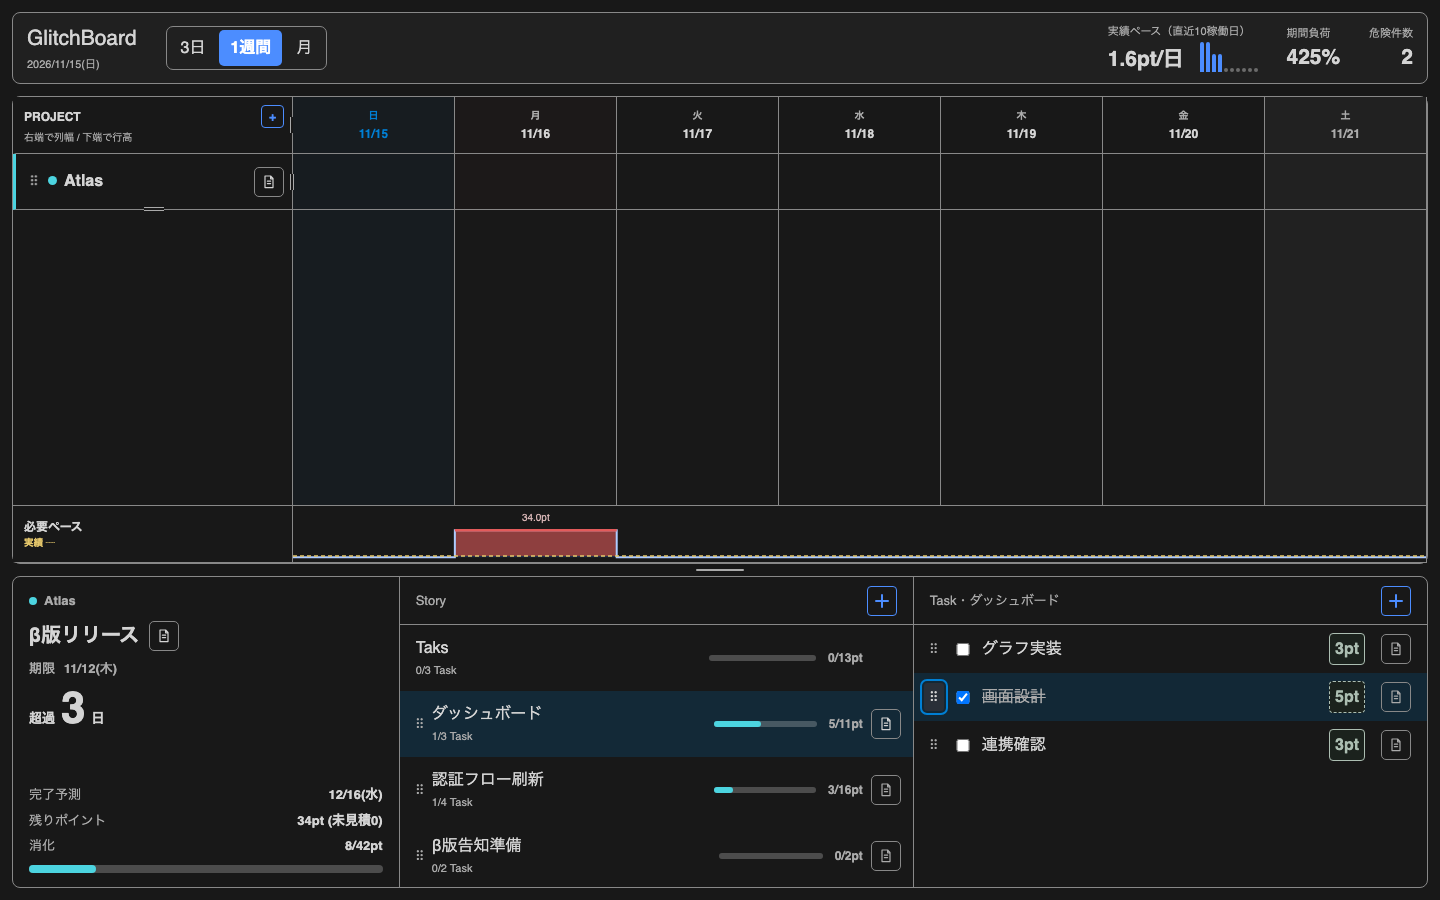 GlitchBoard
2026/11/15(日)
3日
1週間
月
実績ペース（直近10稼働日）
1.6pt/日
期間負荷
425%
危険件数
2
PROJECT
+
右端で列幅 / 下端で行高
日
11/15
月
11/16
火
11/17
水
11/18
木
11/19
金
11/20
土
11/21
Atlas
必要ペース
実績
34.0pt
Atlas
β版リリース
期限 11/12(木)
超過 3 日
完了予測 12/16(水)
残りポイント 34pt (未見積0)
消化 8/42pt
Story
Taks
0/3 Task
0/13pt
ダッシュボード
1/3 Task
5/11pt
認証フロー刷新
1/4 Task
3/16pt
β版告知準備
0/2 Task
0/2pt
Task・ダッシュボード
グラフ実装
3pt
画面設計
5pt
連携確認
3pt